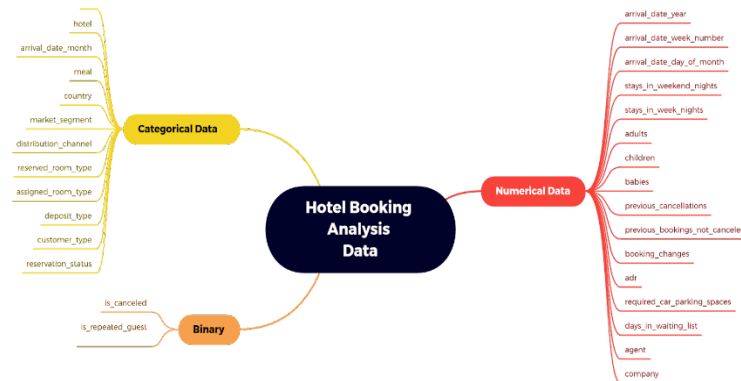 hotel
arrival_date_month
meal
country
market_segment
distribution_channel
reserved_room_type
assigned_room_type
deposit_type
customer_type
reservation_status
Categorical Data
is_canceled
is_repeated_guest
Binary
Hotel Booking
Analysis
Data
Numerical Data
arrival_date_year
arrival_date_week_number
arrival_date_day_of_month
stays_in_weekend_nights
stays_in_week_nights
adults
children
babies
previous_cancellations
previous_bookings_not_cancele
booking_changes
adr
required_car_parking_spaces
days_in_waiting_list
agent
company